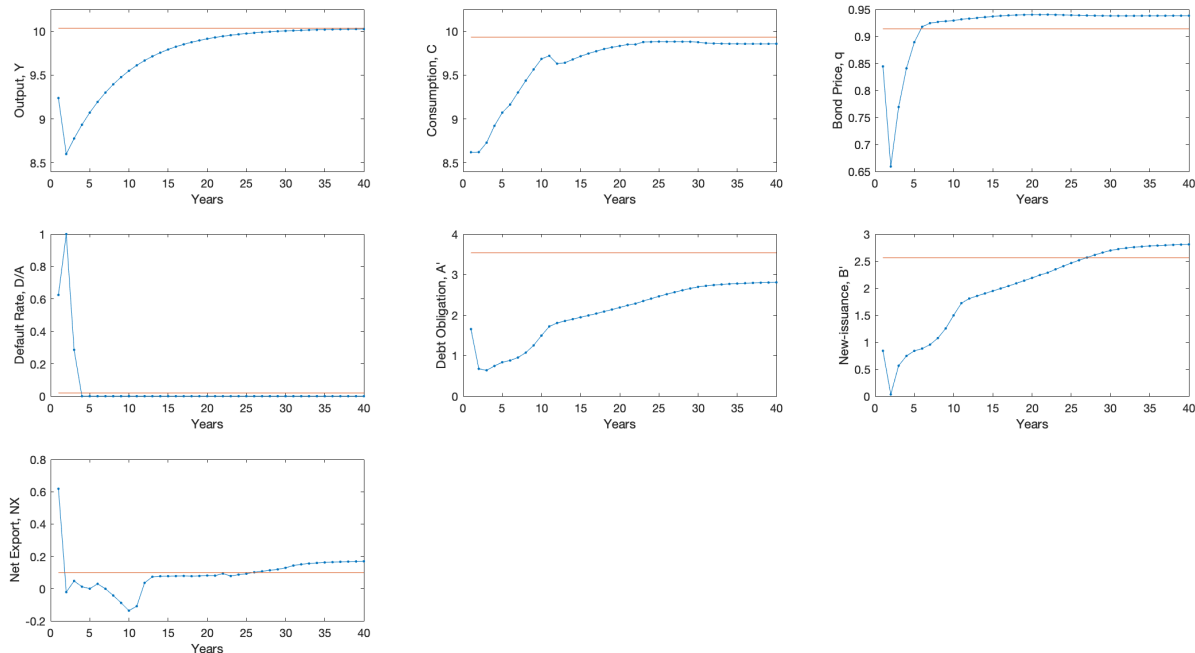 Output, Y
10
9.5
9
8.5
0 5 10 15 20 25 30 35 40
Years
Consumption, C
10
9.5
9
8.5
0 5 10 15 20 25 30 35 40
Years
Bond Price, q
0.95
0.9
0.85
0.8
0.75
0.7
0.65
0 5 10 15 20 25 30 35 40
Years
Default Rate, D/A
1
0.8
0.6
0.4
0.2
0
0 5 10 15 20 25 30 35 40
Years
Debt Obligation, A'
4
3
2
1
0
0 5 10 15 20 25 30 35 40
Years
New-issuance, B'
3
2.5
2
1.5
1
0.5
0
0 5 10 15 20 25 30 35 40
Years
Net Export, NX
0.8
0.6
0.4
0.2
0
-0.2
0 5 10 15 20 25 30 35 40
Years